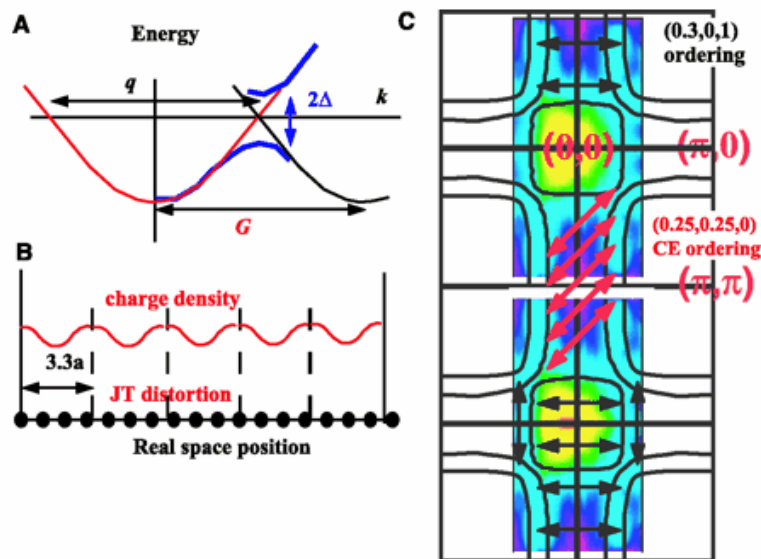 A
Energy
q
k
2Δ
G
B
charge density
3.3a
JT distortion
Real space position
C
(0.3,0,1)
ordering
(0,0)
(π,0)
(0.25,0.25,0)
CE ordering
(π,π)